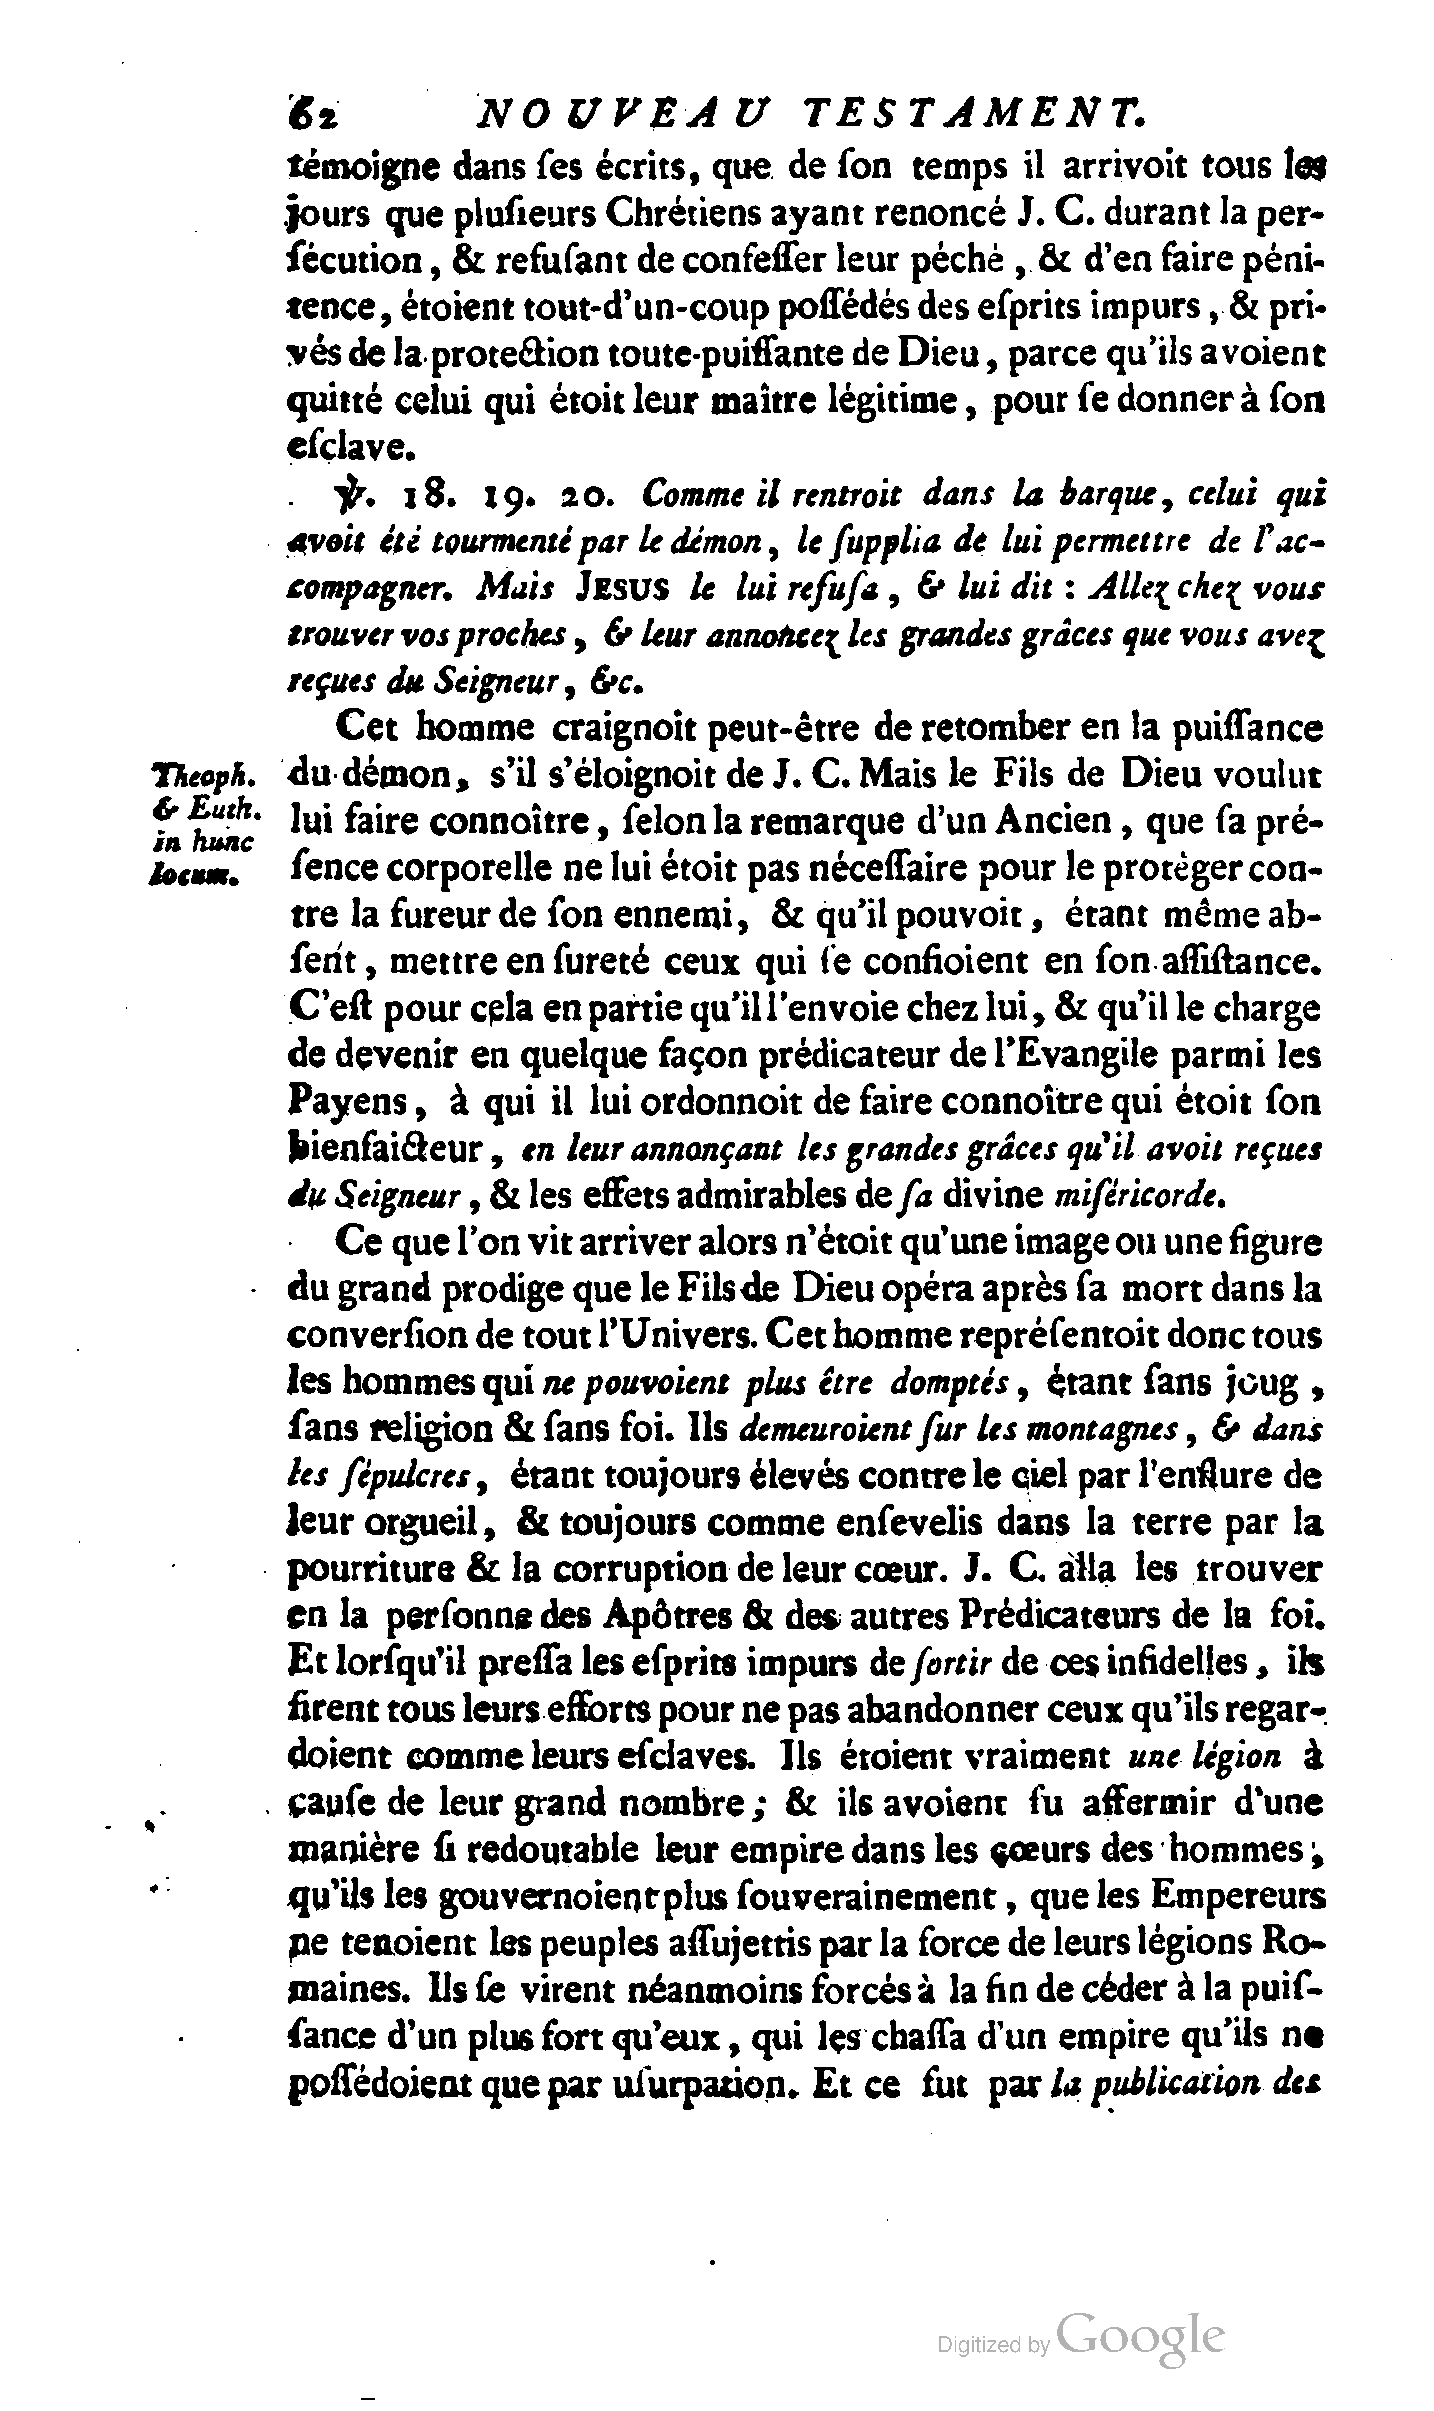 62 NOUVEAU TESTAMENT.
témoigne dans ſes écrits, que de ſon temps il arrivoit tous les
jours que pluſieurs Chrétiens ayant renoncé J. C. durant la per-
ſécution, & refuſant de confeſſer leur péché, & d'en faire péni-
tence, étoient tout-d'un-coup poſſédés des eſprits impurs, & pri-
vés de la protection toute-puiſſante de Dieu, parce qu'ils avoient
quitté celui qui étoit leur maître légitime, pour ſe donner à ſon
eſclave.
℣. 18. 19. 20. Comme il rentroit dans la barque, celui qui
avoit été tourmenté par le démon, le ſupplia de lui permettre de l'ac-
compagner. Mais JESUS le lui refuſa, & lui dit : Allez chez vous
trouver vos proches, & leur annoncez les grandes grâces que vous avez
reçues du Seigneur, &c.
Cet homme craignoit peut-être de retomber en la puiſſance
du démon, s'il s'éloignoit de J. C. Mais le Fils de Dieu voulut
lui faire connoître, ſelon la remarque d'un Ancien, que ſa pré-
ſence corporelle ne lui étoit pas néceſſaire pour le protèger con-
tre la fureur de ſon ennemi, & qu'il pouvoit, étant même ab-
ſent, mettre en ſureté ceux qui ſe confioient en ſon aſſiſtance.
C'eſt pour cela en partie qu'il l'envoie chez lui, & qu'il le charge
de devenir en quelque façon prédicateur de l'Evangile parmi les
Payens, à qui il lui ordonnoit de faire connoître qui étoit ſon
bienfaicteur, en leur annonçant les grandes grâces qu'il avoit reçues
du Seigneur, & les effets admirables de ſa divine miſéricorde.
Theoph.
& Euth.
in hunc
locum.
Ce que l'on vit arriver alors n'étoit qu'une image ou une figure
du grand prodige que le Fils de Dieu opéra après ſa mort dans la
converſion de tout l'Univers. Cet homme repréſentoit donc tous
les hommes qui ne pouvoient plus être domptés, étant ſans joug,
ſans religion & ſans foi. Ils demeuroient ſur les montagnes, & dans
les ſépulcres, étant toujours élevés contre le ciel par l'enflure de
leur orgueil, & toujours comme enſevelis dans la terre par la
pourriture & la corruption de leur cœur. J. C. alla les trouver
en la perſonne des Apôtres & des autres Prédicateurs de la foi.
Et lorſqu'il preſſa les eſprits impurs de ſortir de ces infidelles, ils
firent tous leurs efforts pour ne pas abandonner ceux qu'ils regar-
doient comme leurs eſclaves. Ils étoient vraiment une légion à
cauſe de leur grand nombre ; & ils avoient ſu affermir d'une
manière ſi redoutable leur empire dans les cœurs des hommes,
qu'ils les gouvernoient plus ſouverainement, que les Empereurs
ne tenoient les peuples aſſujettis par la force de leurs légions Ro-
maines. Ils ſe virent néanmoins forcés à la fin de céder à la puiſ-
ſance d'un plus fort qu'eux, qui les chaſſa d'un empire qu'ils ne
poſſédoient que par uſurpation. Et ce fut par la publication des
Digitized by Google